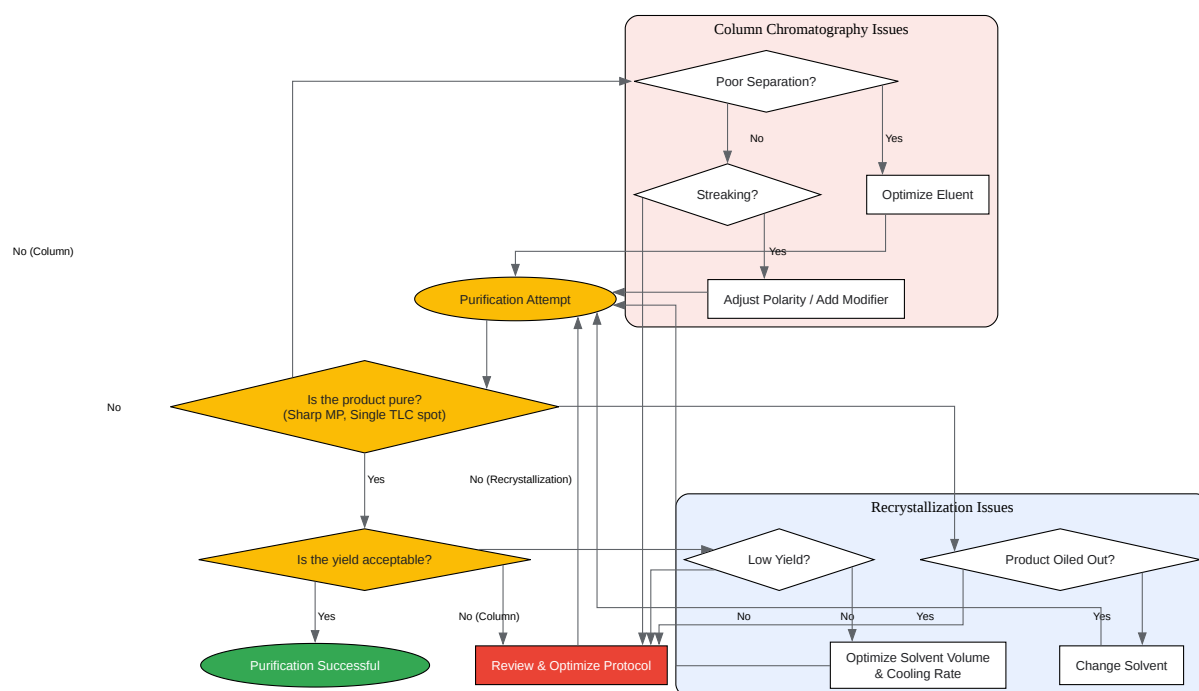 Column Chromatography Issues
Poor Separation?
No
Yes
Streaking?
Optimize Eluent
No (Column)
Yes
Purification Attempt
Adjust Polarity / Add Modifier
Is the product pure?
(Sharp MP, Single TLC spot)
No
Yes
No (Recrystallization)
Recrystallization Issues
Is the yield acceptable?
Low Yield?
Product Oiled Out?
Yes
No (Column)
No
No
Yes
Yes
Purification Successful
Review & Optimize Protocol
Optimize Solvent Volume
& Cooling Rate
Change Solvent